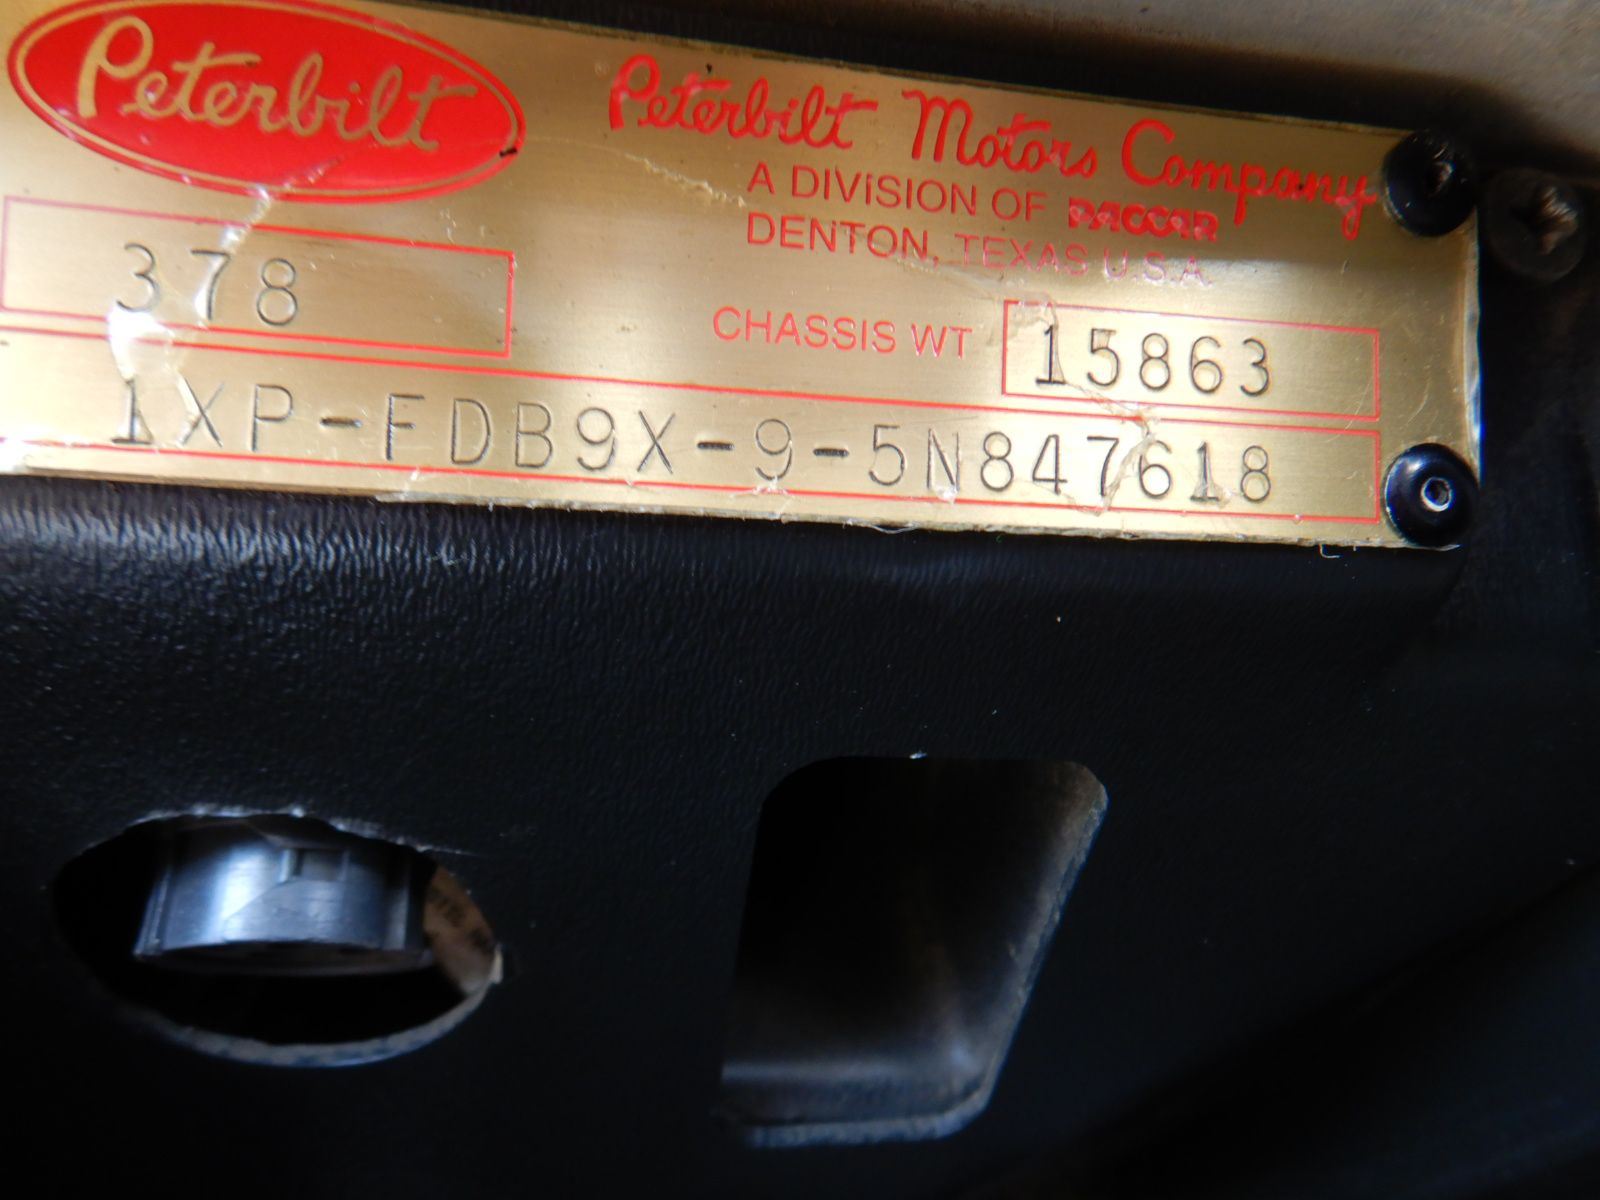 Peterbilt
Peterbilt Motors Company
A DIVISION OF PACCAR
DENTON, TEXAS U.S.A.
378
CHASSIS WT 15863
1XP-FDB9X-9-5N847618